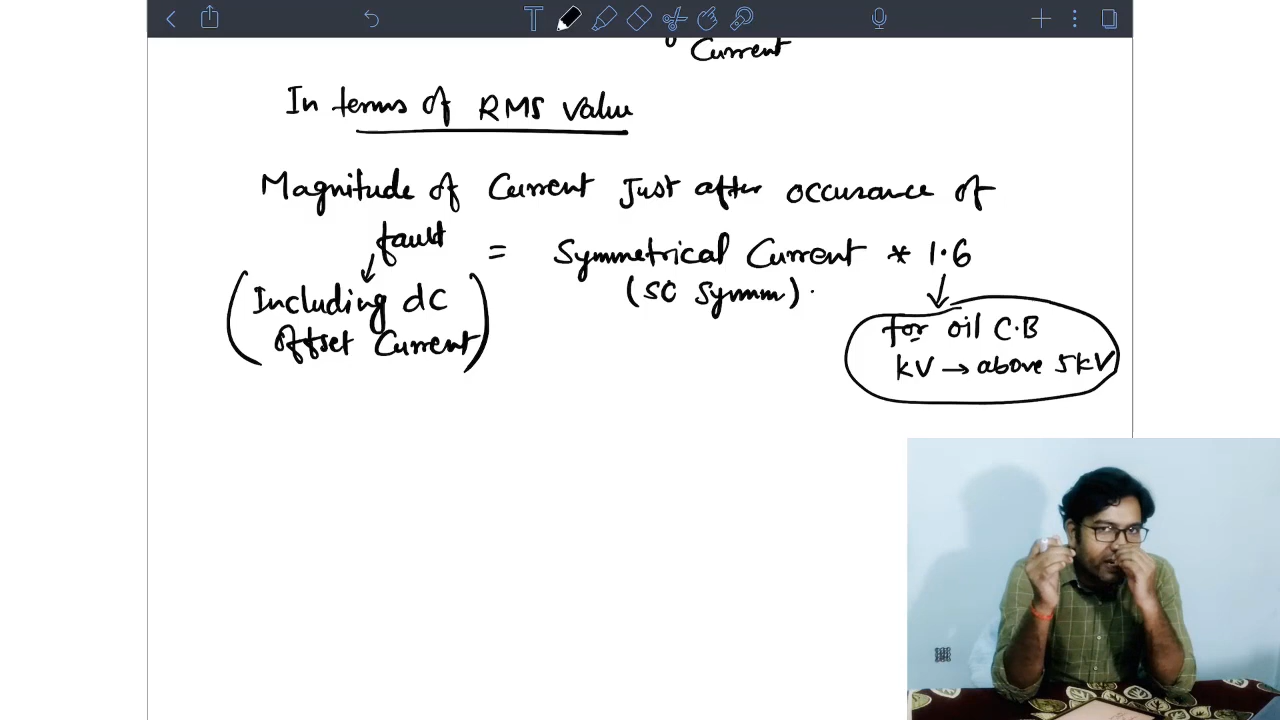 Current
In terms of RMS Value
Magnitude of Current Just after occurance of
fault = Symmetrical Current * 1.6
(Including dC
Offset Current)
(SC Symm).
for oil C.B
kV → above 5kV